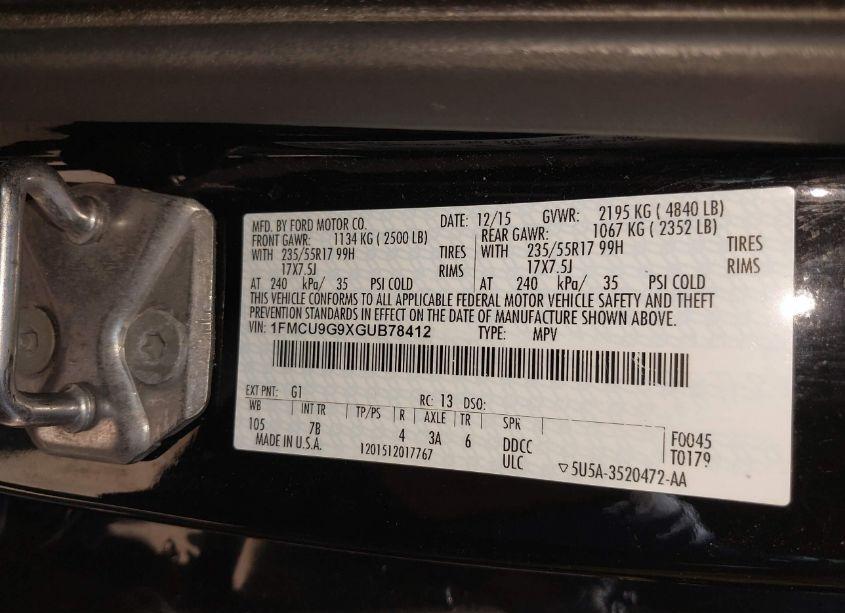 MFD. BY FORD MOTOR CO. DATE: 12/15 GVWR: 2195 KG ( 4840 LB)
FRONT GAWR: 1134 KG ( 2500 LB) REAR GAWR: 1067 KG ( 2352 LB)
WITH 235/55R17 99H TIRES WITH 235/55R17 99H TIRES
17X7.5J RIMS 17X7.5J RIMS
AT 240 kPa/ 35 PSI COLD AT 240 kPa/ 35 PSI COLD
THIS VEHICLE CONFORMS TO ALL APPLICABLE FEDERAL MOTOR VEHICLE SAFETY AND THEFT
PREVENTION STANDARDS IN EFFECT ON THE DATE OF MANUFACTURE SHOWN ABOVE.
VIN: 1FMCU9G9XGUB78412 TYPE: MPV
EXT PNT: G1 RC: 13 DSO:
WB INT TR TP/PS R AXLE TR SPR
105 7B 4 3A 6 DDCC F0045
MADE IN U.S.A. 1201512017767 ULC T0179
▽5U5A-3520472-AA